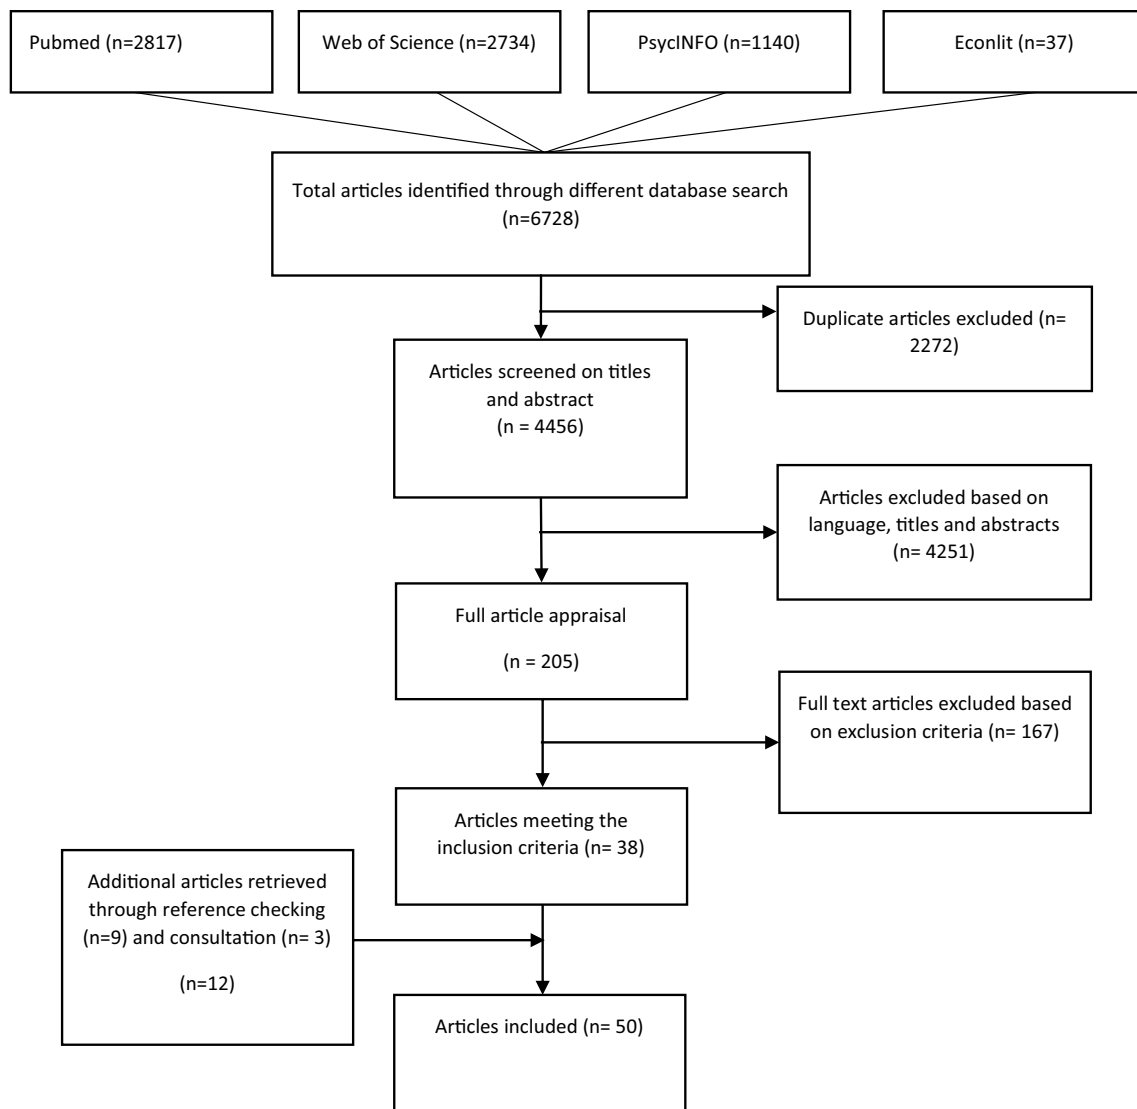 Pubmed (n=2817)
Web of Science (n=2734)
PsycINFO (n=1140)
Econlit (n=37)
Total articles identified through different database search
(n=6728)
Duplicate articles excluded (n=
2272)
Articles screened on titles
and abstract
(n = 4456)
Articles excluded based on
language, titles and abstracts
(n= 4251)
Full article appraisal
(n = 205)
Full text articles excluded based
on exclusion criteria (n= 167)
Articles meeting the
inclusion criteria (n= 38)
Additional articles retrieved
through reference checking
(n=9) and consultation (n= 3)
(n=12)
Articles included (n= 50)